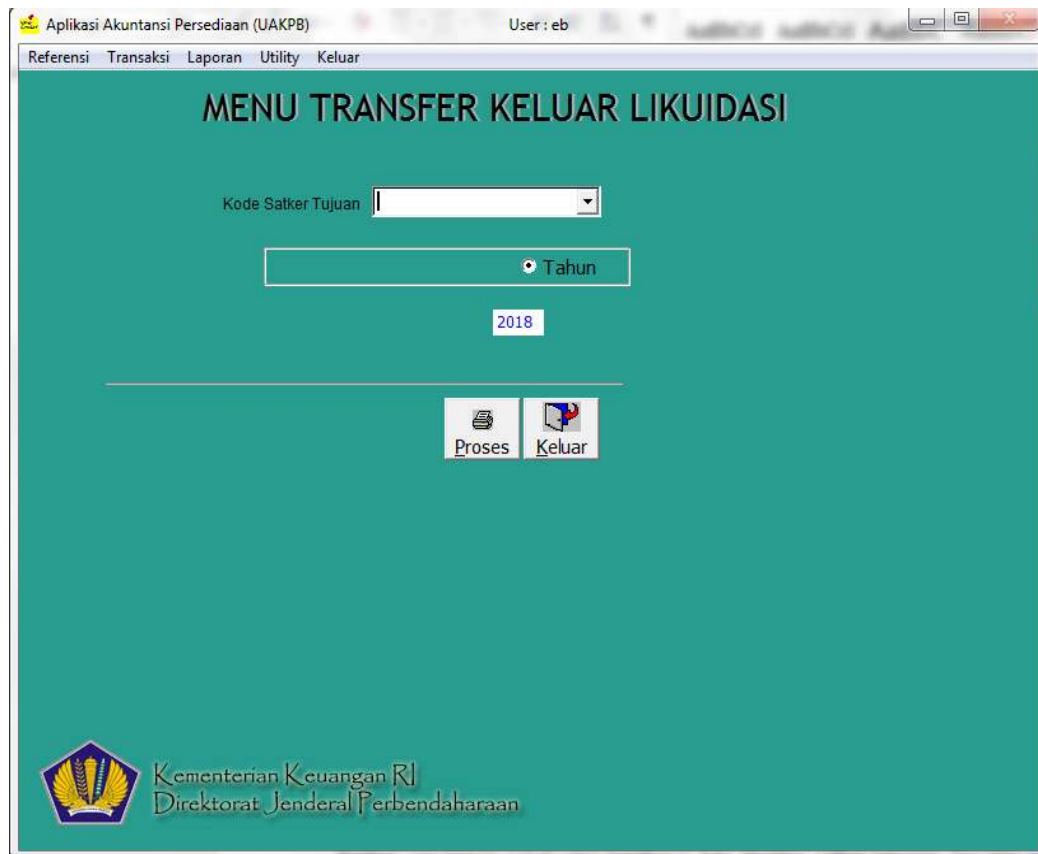 Aplikasi Akuntansi Persediaan (UAKPB) User : eb
Referensi Transaksi Laporan Utility Keluar
MENU TRANSFER KELUAR LIKUIDASI
Kode Satker Tujuan
Tahun
2018
Proses Keluar
Kementerian Keuangan RI
Direktorat Jenderal Perbendaharaan